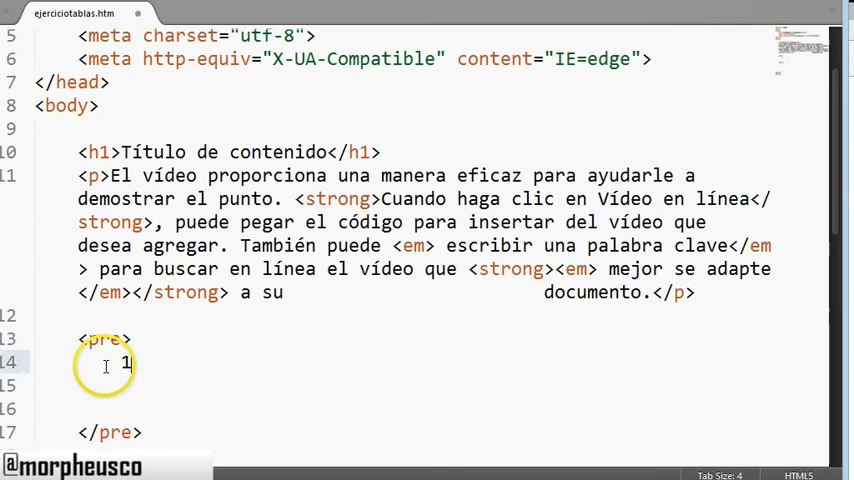 ejerciciotablas.htm
5 <meta charset="utf-8">
6 <meta http-equiv="X-UA-Compatible" content="IE=edge">
7 </head>
8 <body>
9
10 <h1>Título de contenido</h1>
11 <p>El vídeo proporciona una manera eficaz para ayudarle a
demostrar el punto. <strong>Cuando haga clic en Vídeo en línea</
strong>, puede pegar el código para insertar del vídeo que
desea agregar. También puede <em> escribir una palabra clave</em
> para buscar en línea el vídeo que <strong><em> mejor se adapte
</em></strong> a su documento.</p>
12
13 <pre>
14 1
15
16
17 </pre>
@morpheusco
Tab Size: 4 HTML5